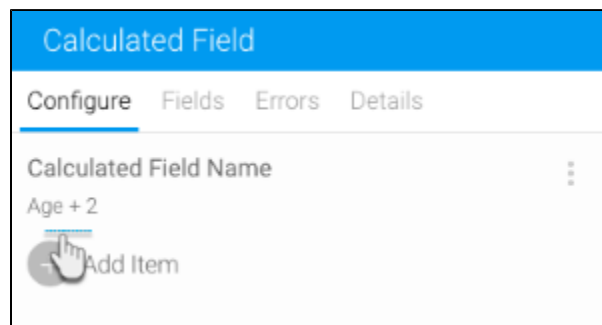 Calculated Field
Configure Fields Errors Details
Calculated Field Name
Age + 2
Add Item